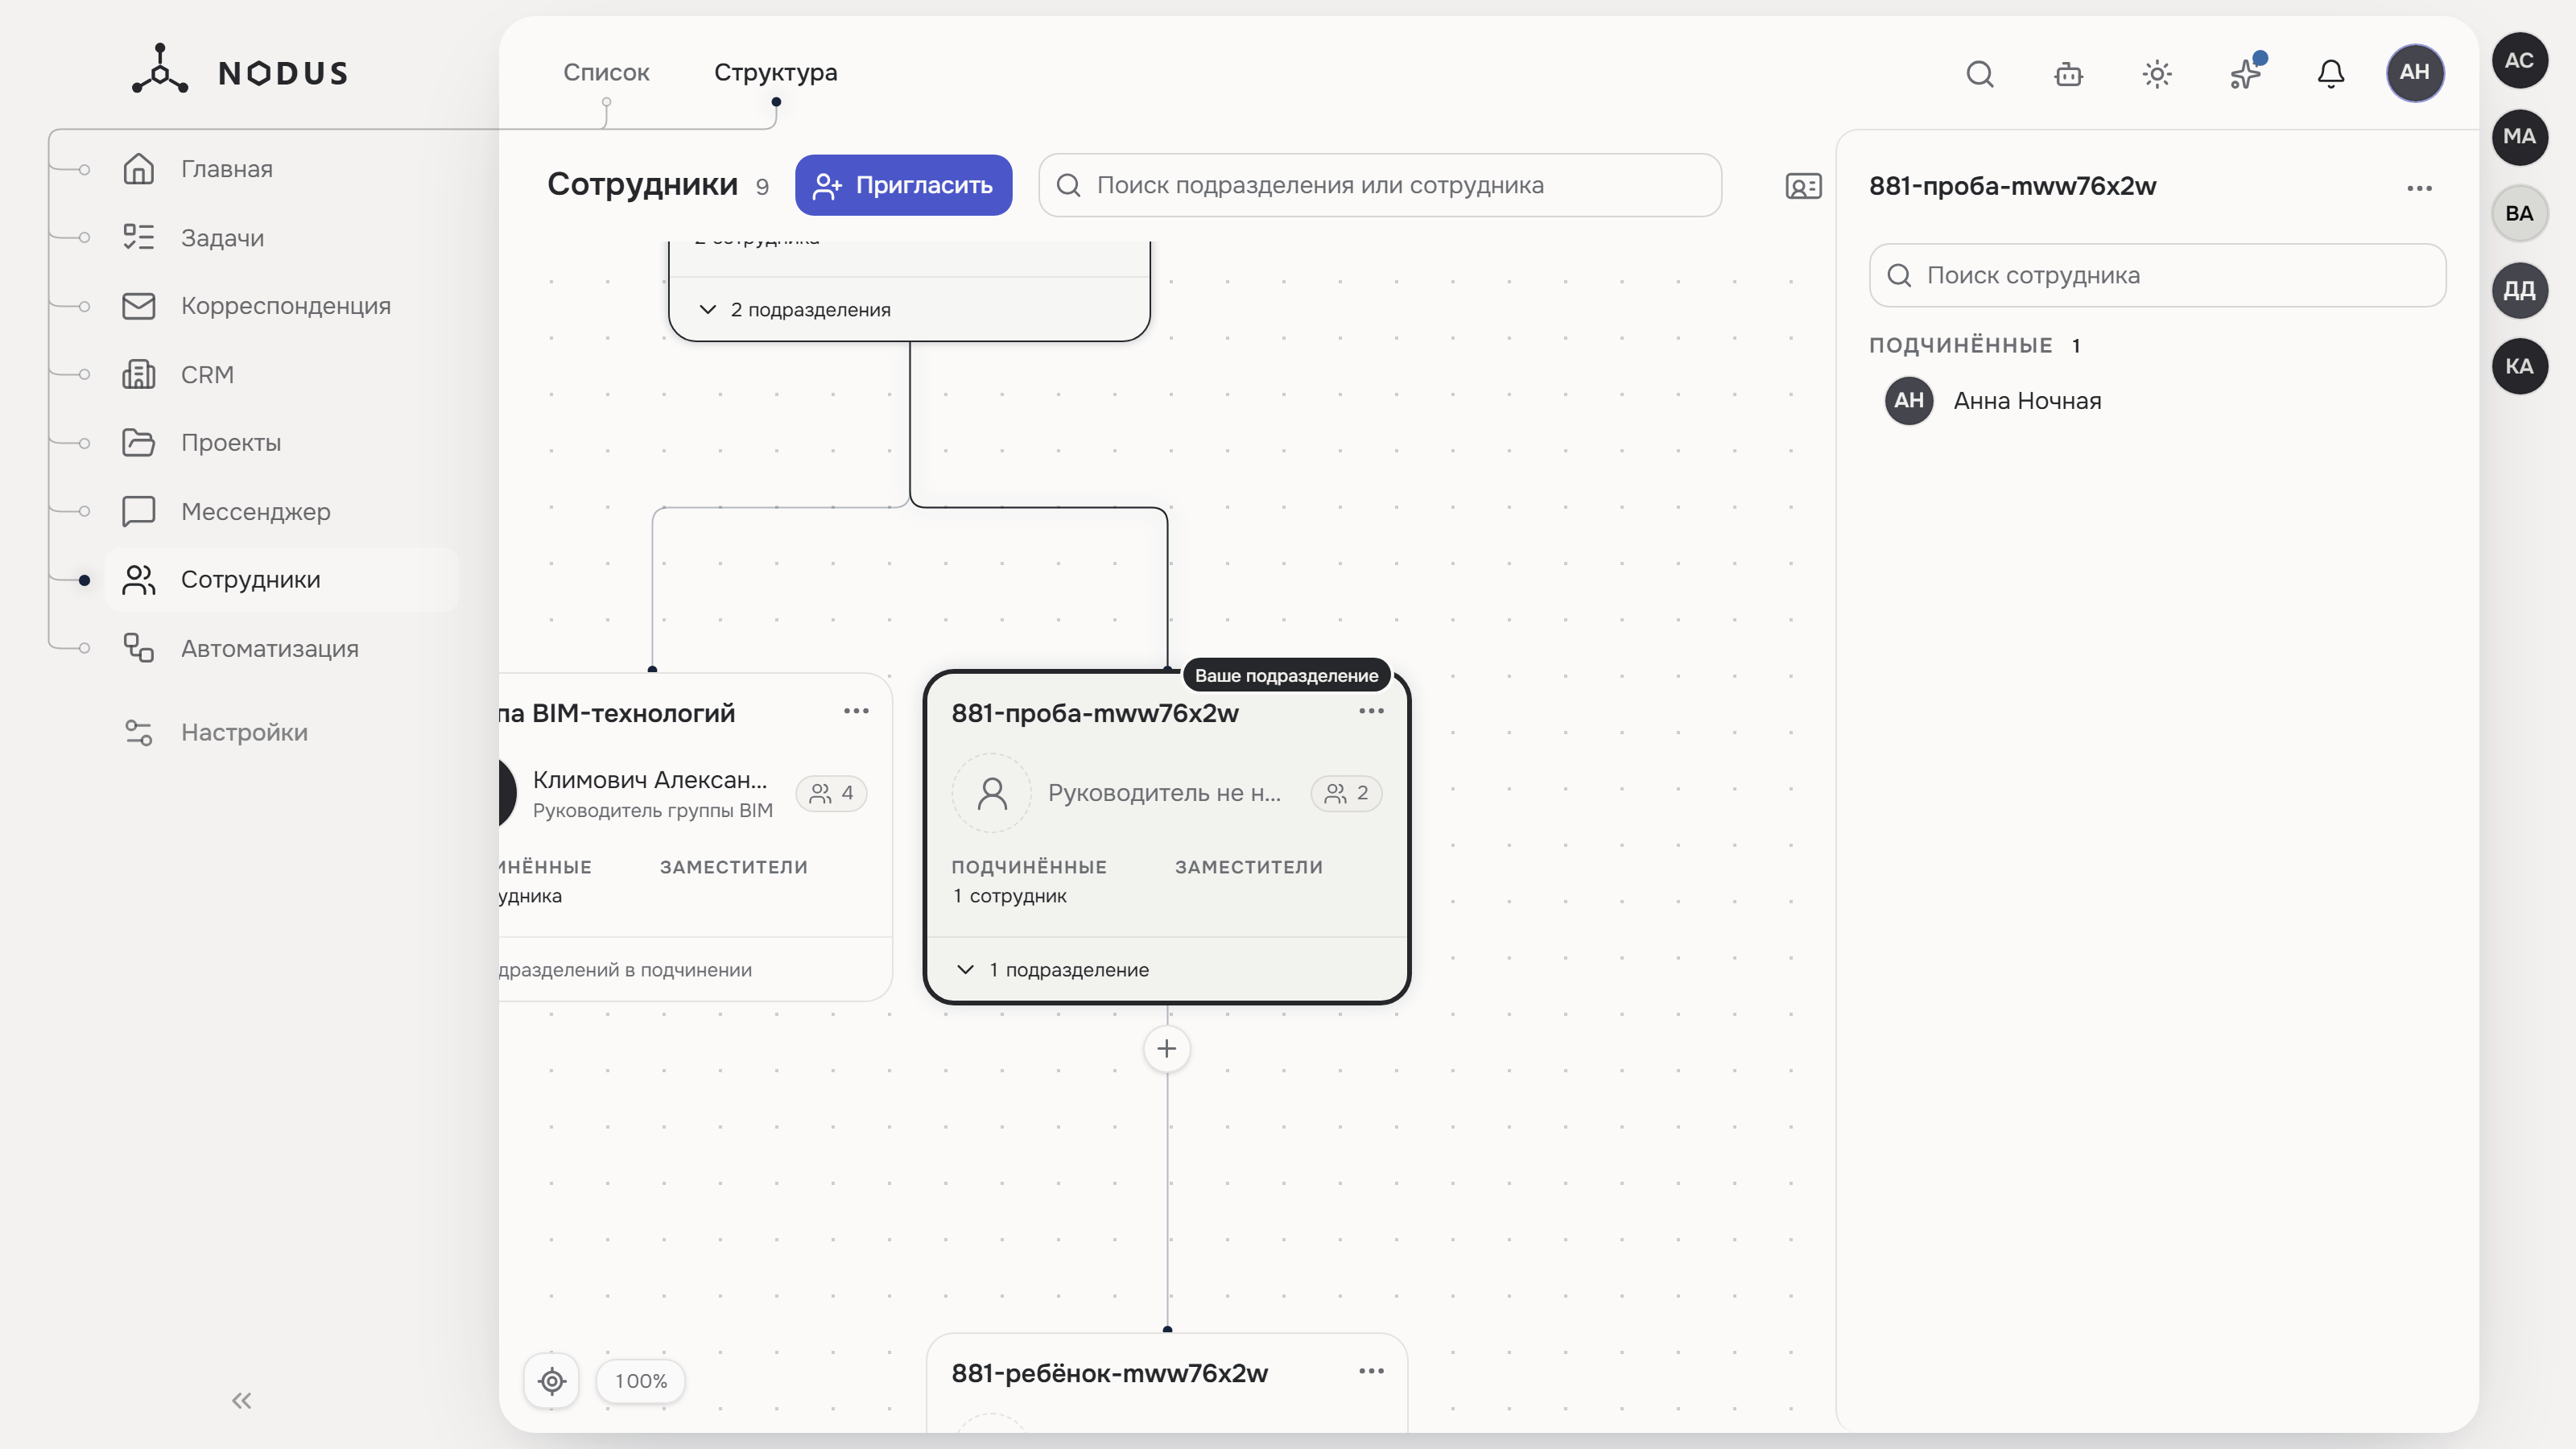 NODUS
Список
Структура
АН
АС
Главная
Задачи
Корреспонденция
CRM
Проекты
Мессенджер
Сотрудники
Автоматизация
Настройки
Сотрудники 9
Пригласить
Поиск подразделения или сотрудника
2 сотрудника
2 подразделения
па BIM-технологий
Климович Алексан...
Руководитель группы BIM
4
ИНЁННЫЕ
ЗАМЕСТИТЕЛИ
удника
дразделений в подчинении
Ваше подразделение
881-проба-mww76x2w
Руководитель не н...
2
ПОДЧИНЁННЫЕ
ЗАМЕСТИТЕЛИ
1 сотрудник
1 подразделение
881-ребёнок-mww76x2w
100%
881-проба-mww76x2w
Поиск сотрудника
ПОДЧИНЁННЫЕ 1
АН
Анна Ночная
МА
ВА
ДД
КА